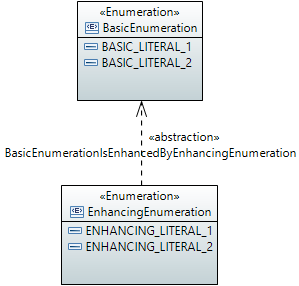 «Enumeration»
BasicEnumeration
BASIC_LITERAL_1
BASIC_LITERAL_2
«abstraction»
BasicEnumerationIsEnhancedByEnhancingEnumeration
«Enumeration»
EnhancingEnumeration
ENHANCING_LITERAL_1
ENHANCING_LITERAL_2